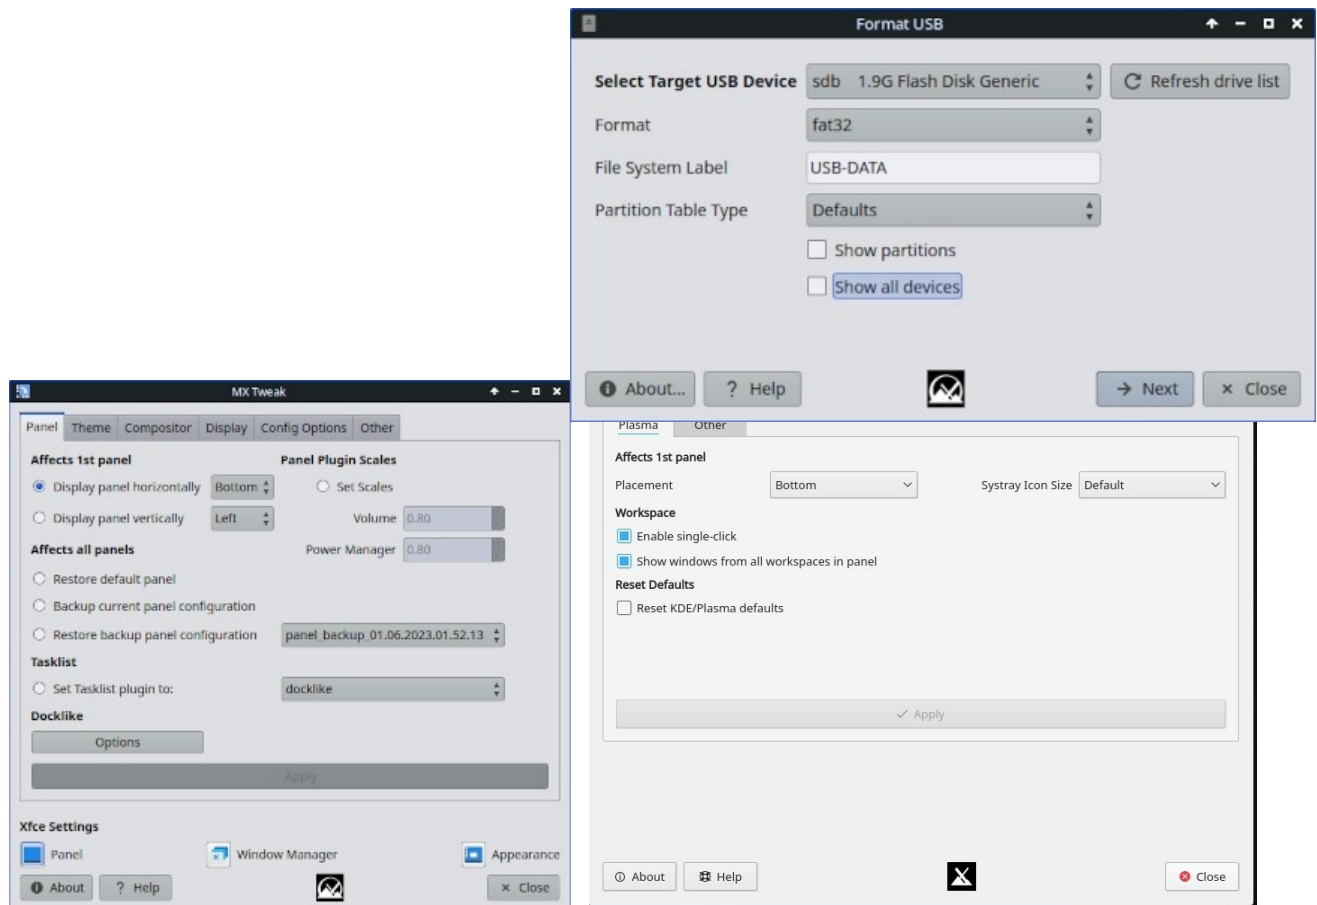 Format USB
Select Target USB Device sdb 1.9G Flash Disk Generic Refresh drive list
Format fat32
File System Label USB-DATA
Partition Table Type Defaults
Show partitions
Show all devices
About... ? Help Next Close
MX Tweak
Panel Theme Compositor Display Config Options Other
Affects 1st panel Panel Plugin Scales
Display panel horizontally Bottom Set Scales
Display panel vertically Left Volume 0.80
Affects all panels Power Manager 0.80
Restore default panel
Backup current panel configuration
Restore backup panel configuration panel_backup_01.06.2023.01.52.13
Tasklist
Set Tasklist plugin to: docklike
Docklike
Options
Apply
Xfce Settings
Panel Window Manager Appearance
About ? Help Close
Plasma Other
Affects 1st panel
Placement Bottom Systray Icon Size Default
Workspace
Enable single-click
Show windows from all workspaces in panel
Reset Defaults
Reset KDE/Plasma defaults
Apply
About Help Close